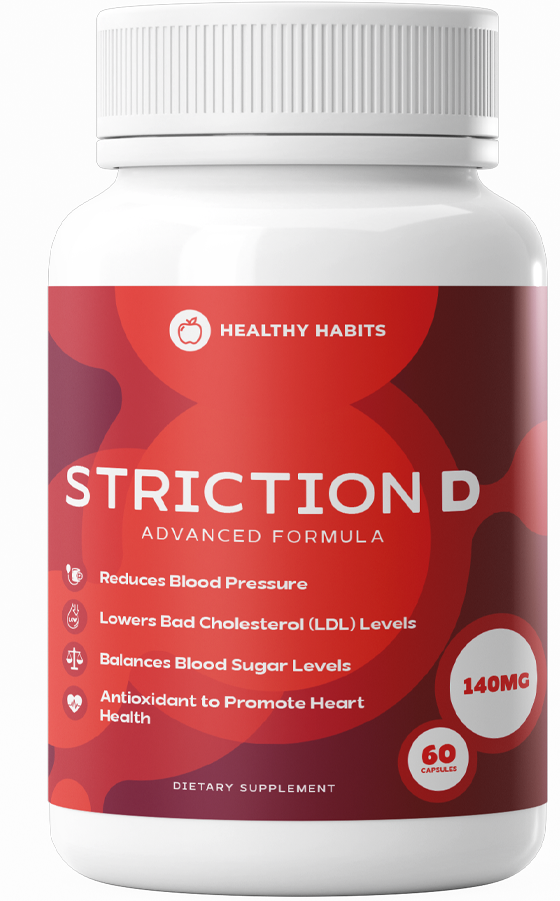 HEALTHY HABITS
STRICTION D
ADVANCED FORMULA
Reduces Blood Pressure
LOW
Lowers Bad Cholesterol (LDL) Levels
Balances Blood Sugar Levels
Antioxidant to Promote Heart
Health
140MG
60
CAPSULES
DIETARY SUPPLEMENT